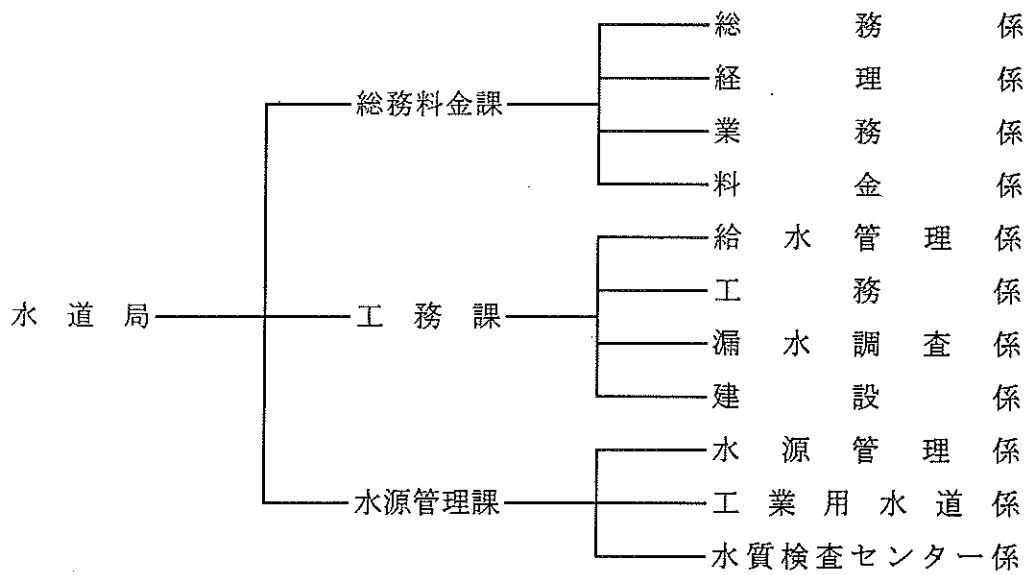 総務係
経理係
総務料金課
業務係
料金係
給水管理係
工務係
水道局
工務課
漏水調査係
建設係
水源管理係
水源管理課
工業用水道係
水質検査センター係